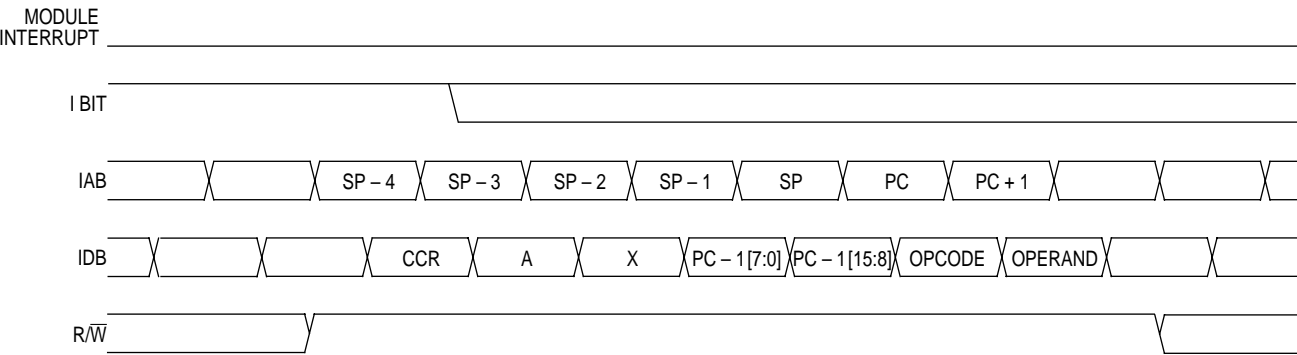 MODULE
INTERRUPT
I BIT
IAB SP – 4 SP – 3 SP – 2 SP – 1 SP PC PC + 1
IDB CCR A X PC – 1 [7:0] PC – 1 [15:8] OPCODE OPERAND
R/W̅